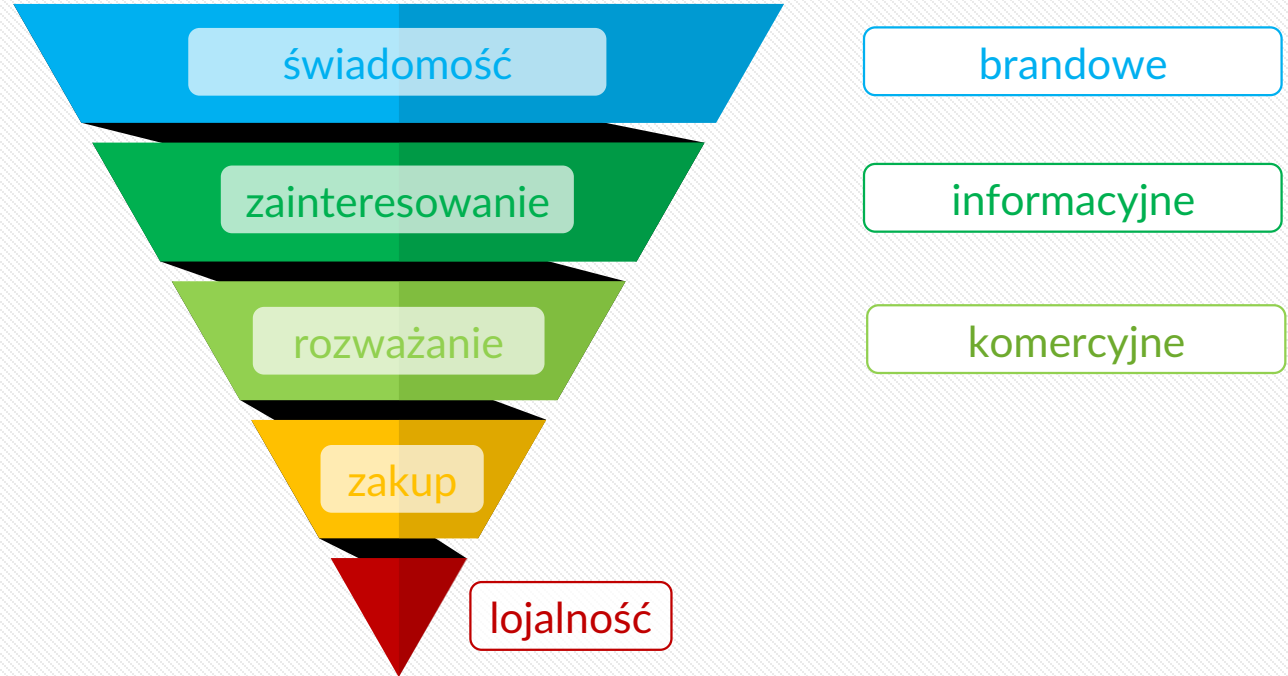 świadomość
brandowe
zainteresowanie
informacyjne
rozważanie
komercyjne
zakup
lojalność